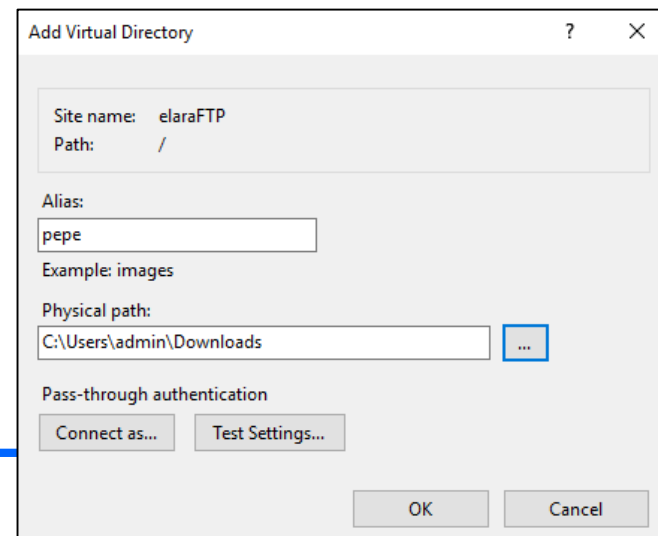 Add Virtual Directory ? ×
Site name: elaraFTP
Path: /
Alias:
pepe
Example: images
Physical path:
C:\Users\admin\Downloads ...
Pass-through authentication
Connect as... Test Settings...
OK Cancel